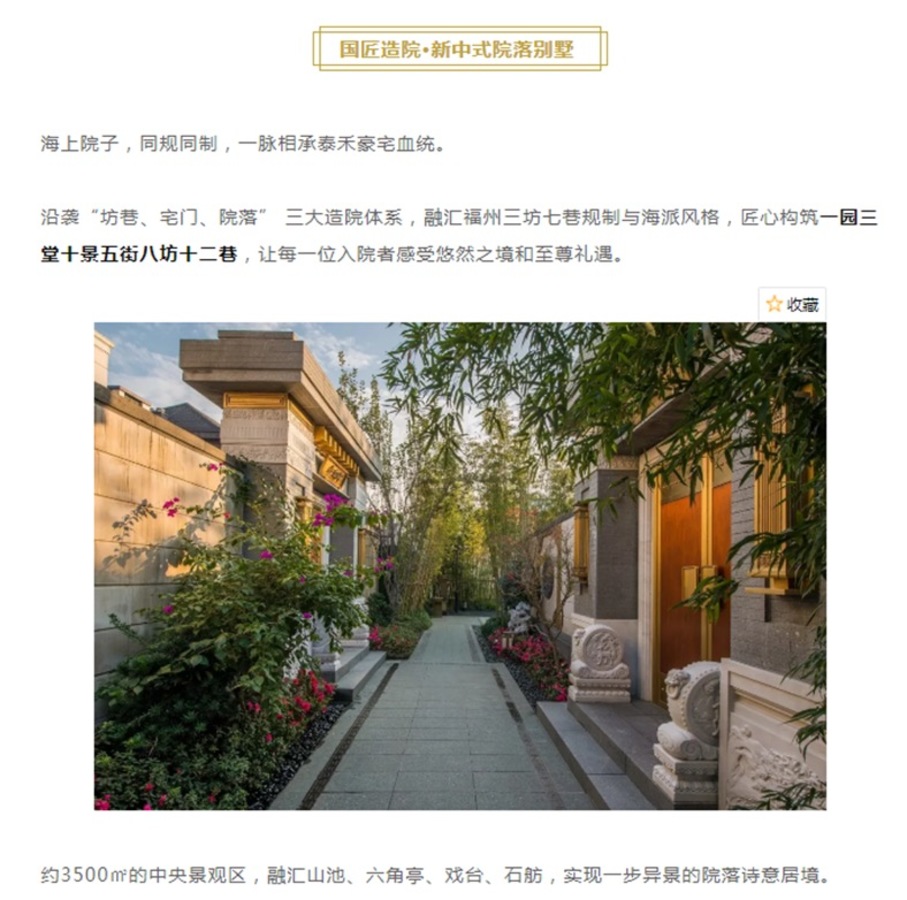 国匠造院•新中式院落别墅
海上院子，同规同制，一脉相承泰禾豪宅血统。
沿袭“坊巷、宅门、院落” 三大造院体系，融汇福州三坊七巷规制与海派风格，匠心构筑一园三
堂十景五街八坊十二巷，让每一位入院者感受悠然之境和至尊礼遇。
收藏
约3500㎡的中央景观区，融汇山池、六角亭、戏台、石舫，实现一步异景的院落诗意居境。